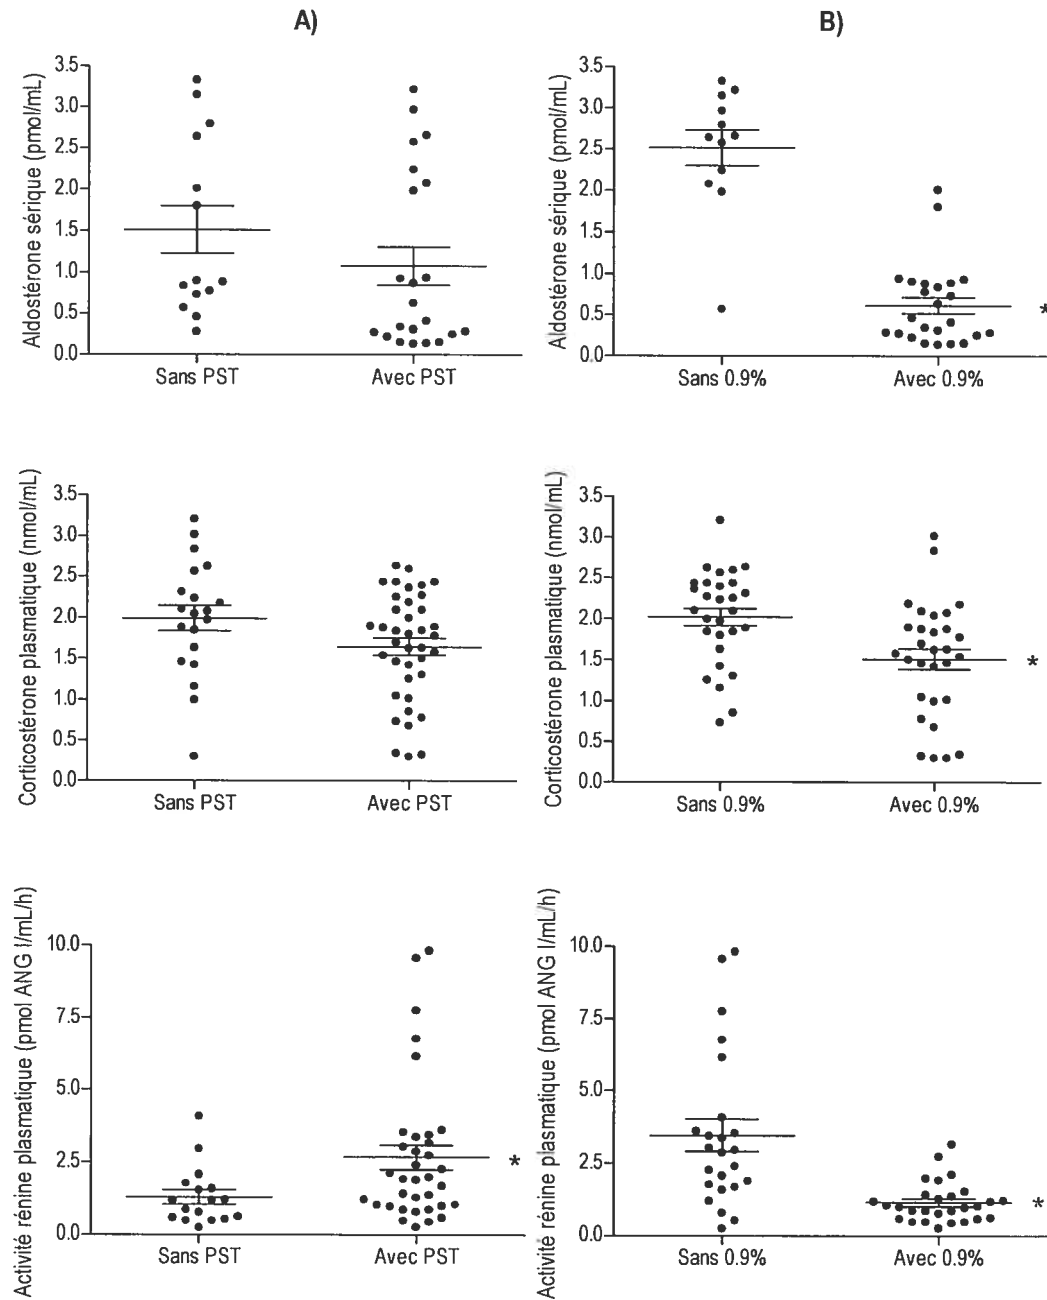 A)
B)
Aldostérone sérique (pmol/mL)
3.5
3.0
2.5
2.0
1.5
1.0
0.5
0.0
Sans PST
Avec PST
Aldostérone sérique (pmol/mL)
3.5
3.0
2.5
2.0
1.5
1.0
0.5
0.0
*
Sans 0.9%
Avec 0.9%
Corticostérone plasmatique (nmol/mL)
3.5
3.0
2.5
2.0
1.5
1.0
0.5
0.0
Sans PST
Avec PST
Corticostérone plasmatique (nmol/mL)
3.5
3.0
2.5
2.0
1.5
1.0
0.5
0.0
*
Sans 0.9%
Avec 0.9%
Activité rénine plasmatique (pmol ANG I/mL/h)
10.0
7.5
5.0
2.5
0.0
*
Sans PST
Avec PST
Activité rénine plasmatique (pmol ANG I/mL/h)
10.0
7.5
5.0
2.5
0.0
*
Sans 0.9%
Avec 0.9%